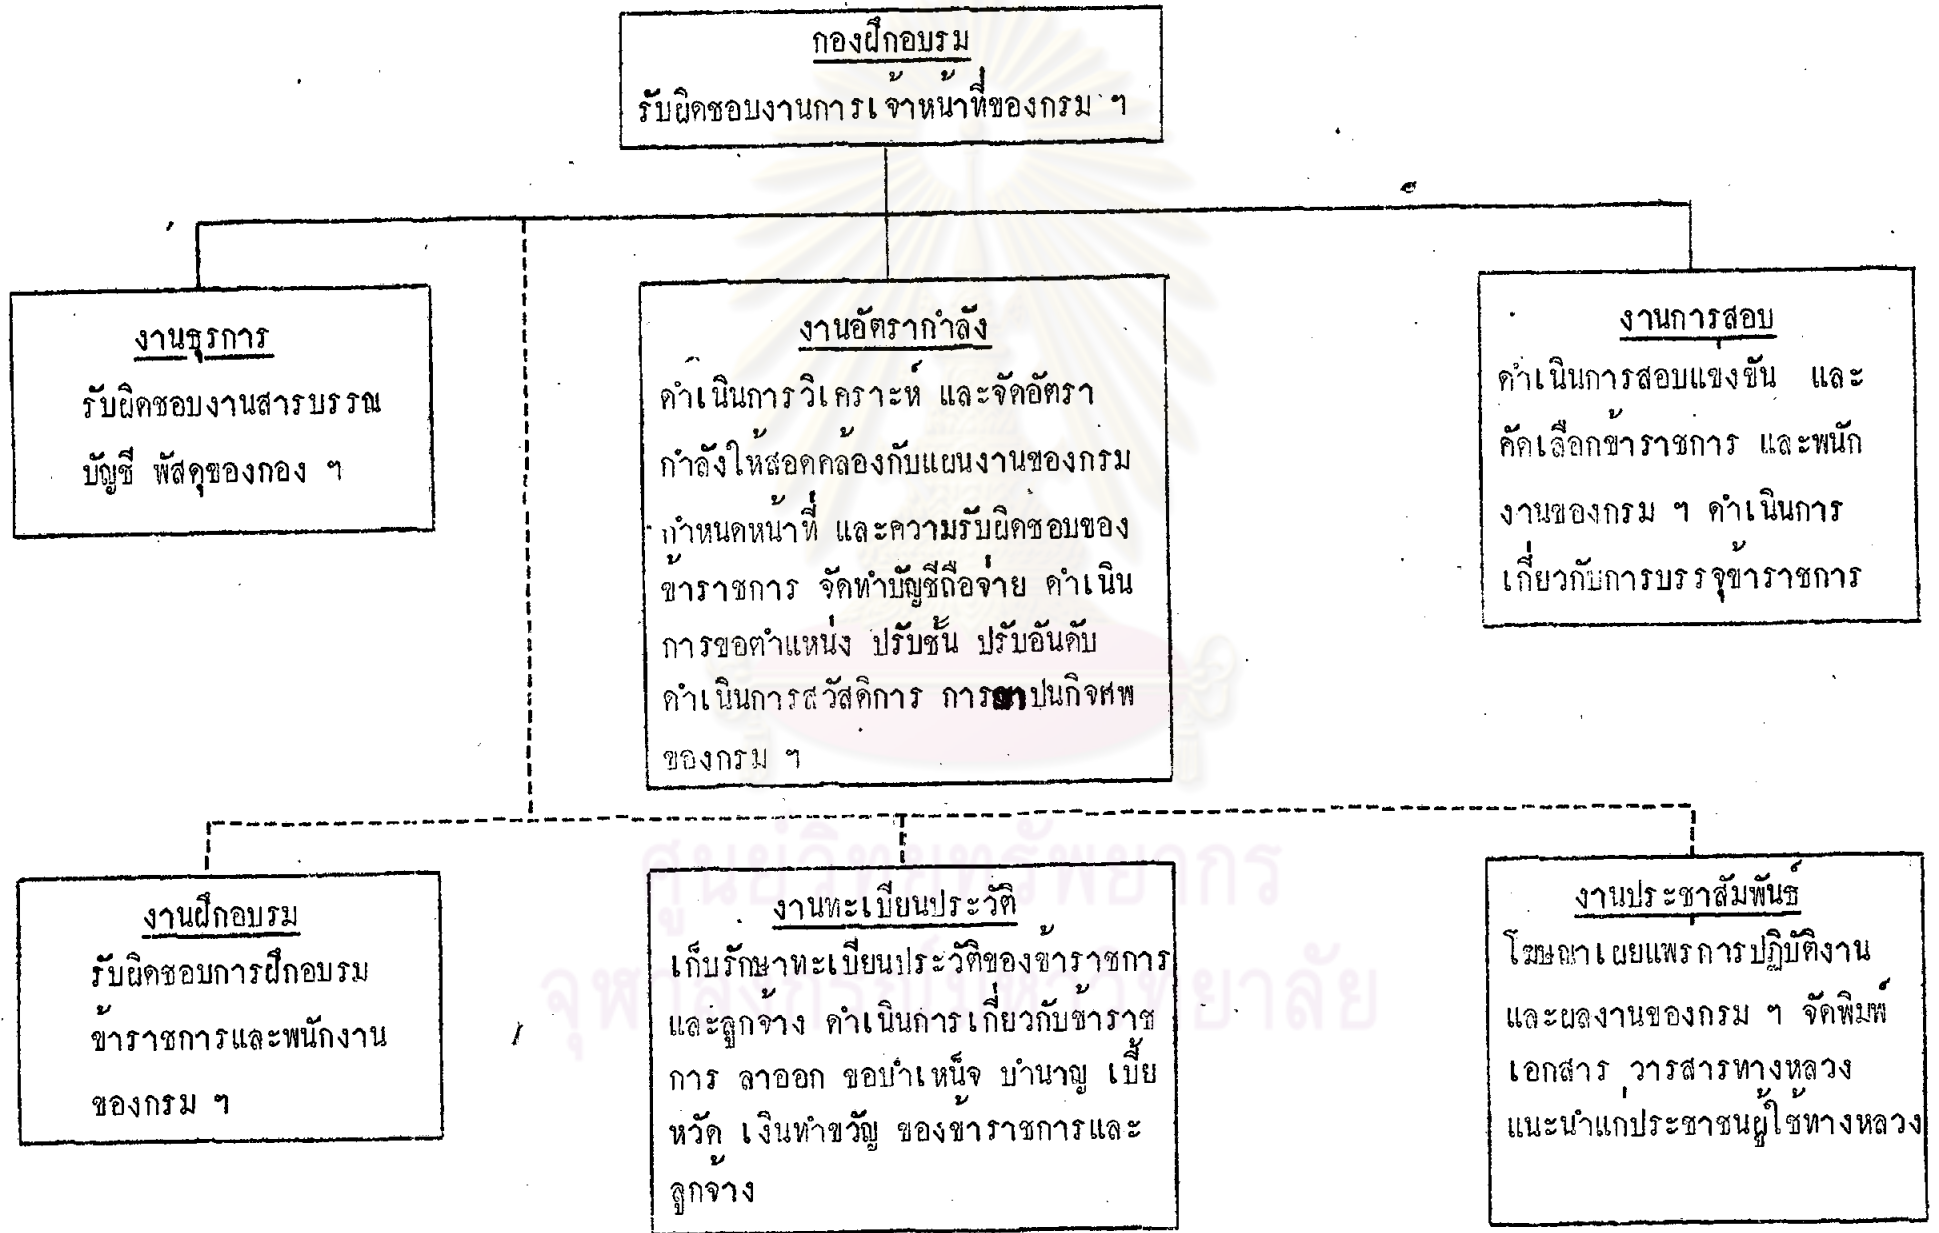 กองฝึกอบรม
รับผิดชอบงานการเจ้าหน้าที่ของกรม ฯ
งานธุรการ
รับผิดชอบงานสารบรรณ
บัญชี พัสดุของกอง ฯ
งานอัตรากำลัง
ดำเนินการวิเคราะห์ และจัดอัตรา
กำลังให้สอดคล้องกับแผนงานของกรม
กำหนดหน้าที่ และความรับผิดชอบของ
ข้าราชการ จัดทำบัญชีถือจ่าย ดำเนิน
การขอตำแหน่ง ปรับชั้น ปรับอันดับ
ดำเนินการสวัสดิการ การฌาปนกิจศพ
ของกรม ฯ
งานการสอบ
ดำเนินการสอบแข่งขัน และ
คัดเลือกข้าราชการ และพนัก
งานของกรม ฯ ดำเนินการ
เกี่ยวกับการบรรจุข้าราชการ
งานฝึกอบรม
รับผิดชอบการฝึกอบรม
ข้าราชการและพนักงาน
ของกรม ฯ
งานทะเบียนประวัติ
เก็บรักษาทะเบียนประวัติของข้าราชการ
และลูกจ้าง ดำเนินการเกี่ยวกับข้าราช
การ ลาออก ขอบำเหน็จ บำนาญ เบี้ย
หวัด เงินทำขวัญ ของข้าราชการและ
ลูกจ้าง
งานประชาสัมพันธ์
โฆษณาเผยแพร่การปฏิบัติงาน
และผลงานของกรม ฯ จัดพิมพ์
เอกสาร วารสารทางหลวง
แนะนำแก่ประชาชนผู้ใช้ทางหลวง
ศูนย์วิทยทรัพยากร
จุฬาลงกรณ์มหาวิทยาลัย